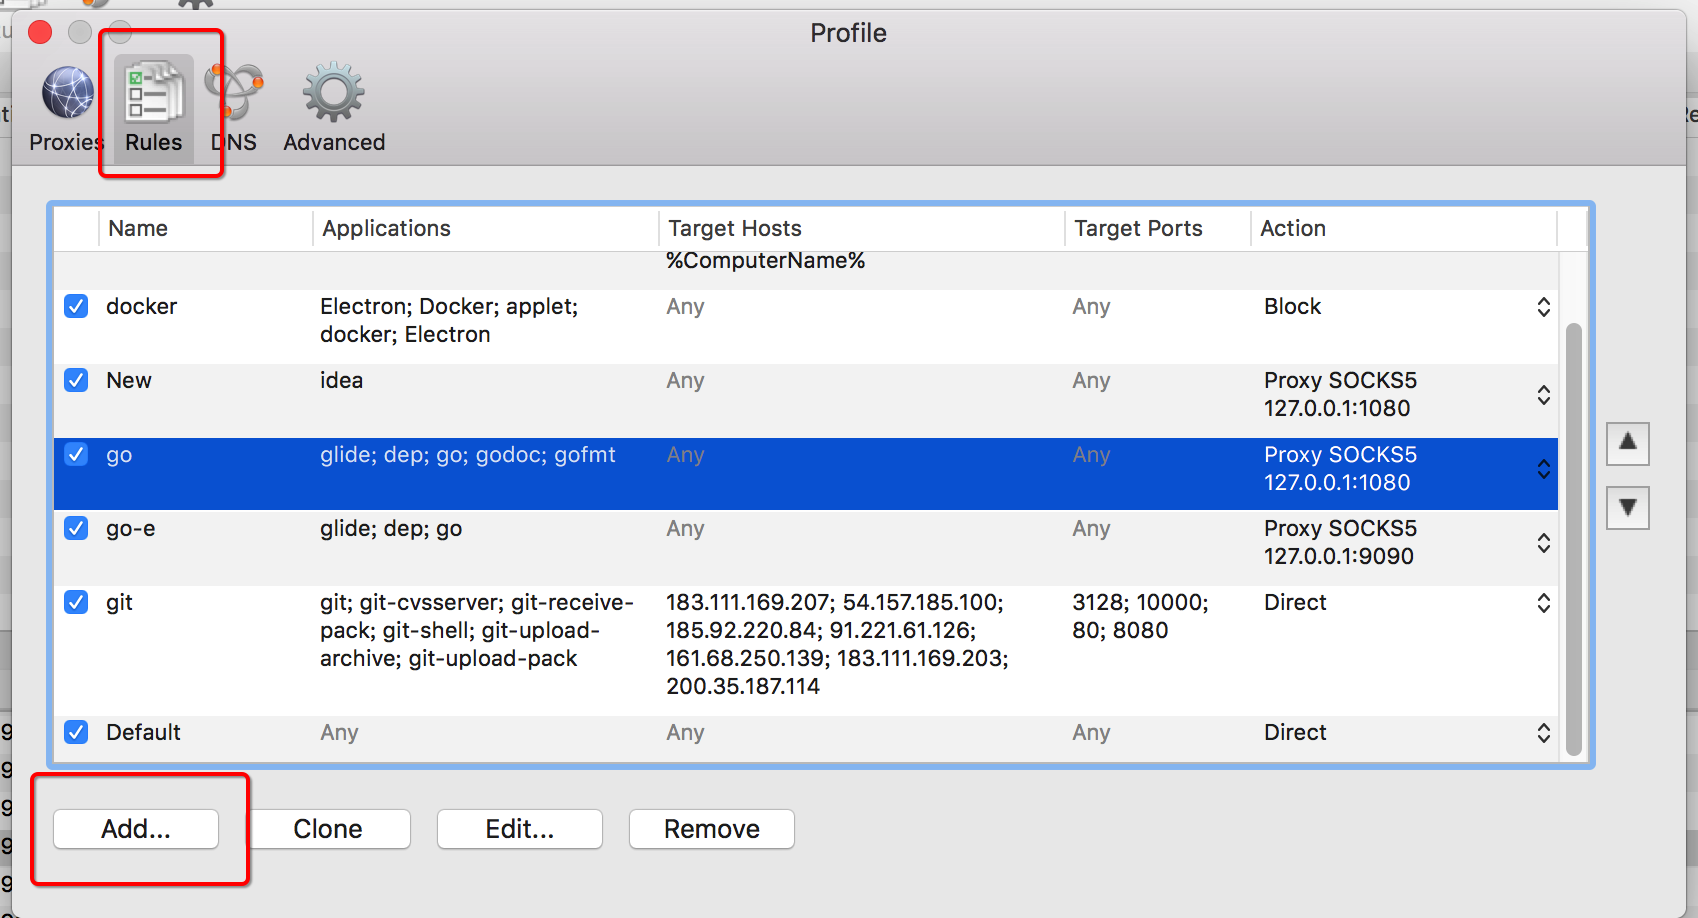 Profile
Proxies
Rules
DNS
Advanced
Name Applications Target Hosts Target Ports Action
%ComputerName%
docker Electron; Docker; applet; Any Any Block
docker; Electron
New idea Any Any Proxy SOCKS5
127.0.0.1:1080
go glide; dep; go; godoc; gofmt Any Any Proxy SOCKS5
127.0.0.1:1080
go-e glide; dep; go Any Any Proxy SOCKS5
127.0.0.1:9090
git git; git-cvsserver; git-receive- 183.111.169.207; 54.157.185.100; 3128; 10000; Direct
pack; git-shell; git-upload- 185.92.220.84; 91.221.61.126; 80; 8080
archive; git-upload-pack 161.68.250.139; 183.111.169.203;
200.35.187.114
Default Any Any Any Direct
Add... Clone Edit... Remove